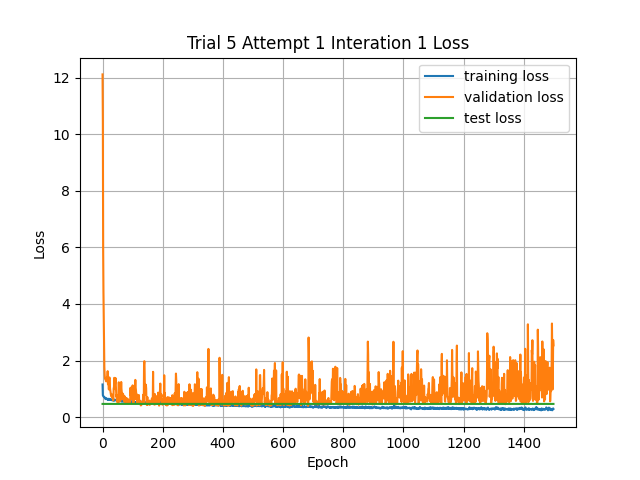 Trial 5 Attempt 1 Interation 1 Loss
training loss
validation loss
test loss
12
10
8
6
4
2
0
Loss
0 200 400 600 800 1000 1200 1400
Epoch